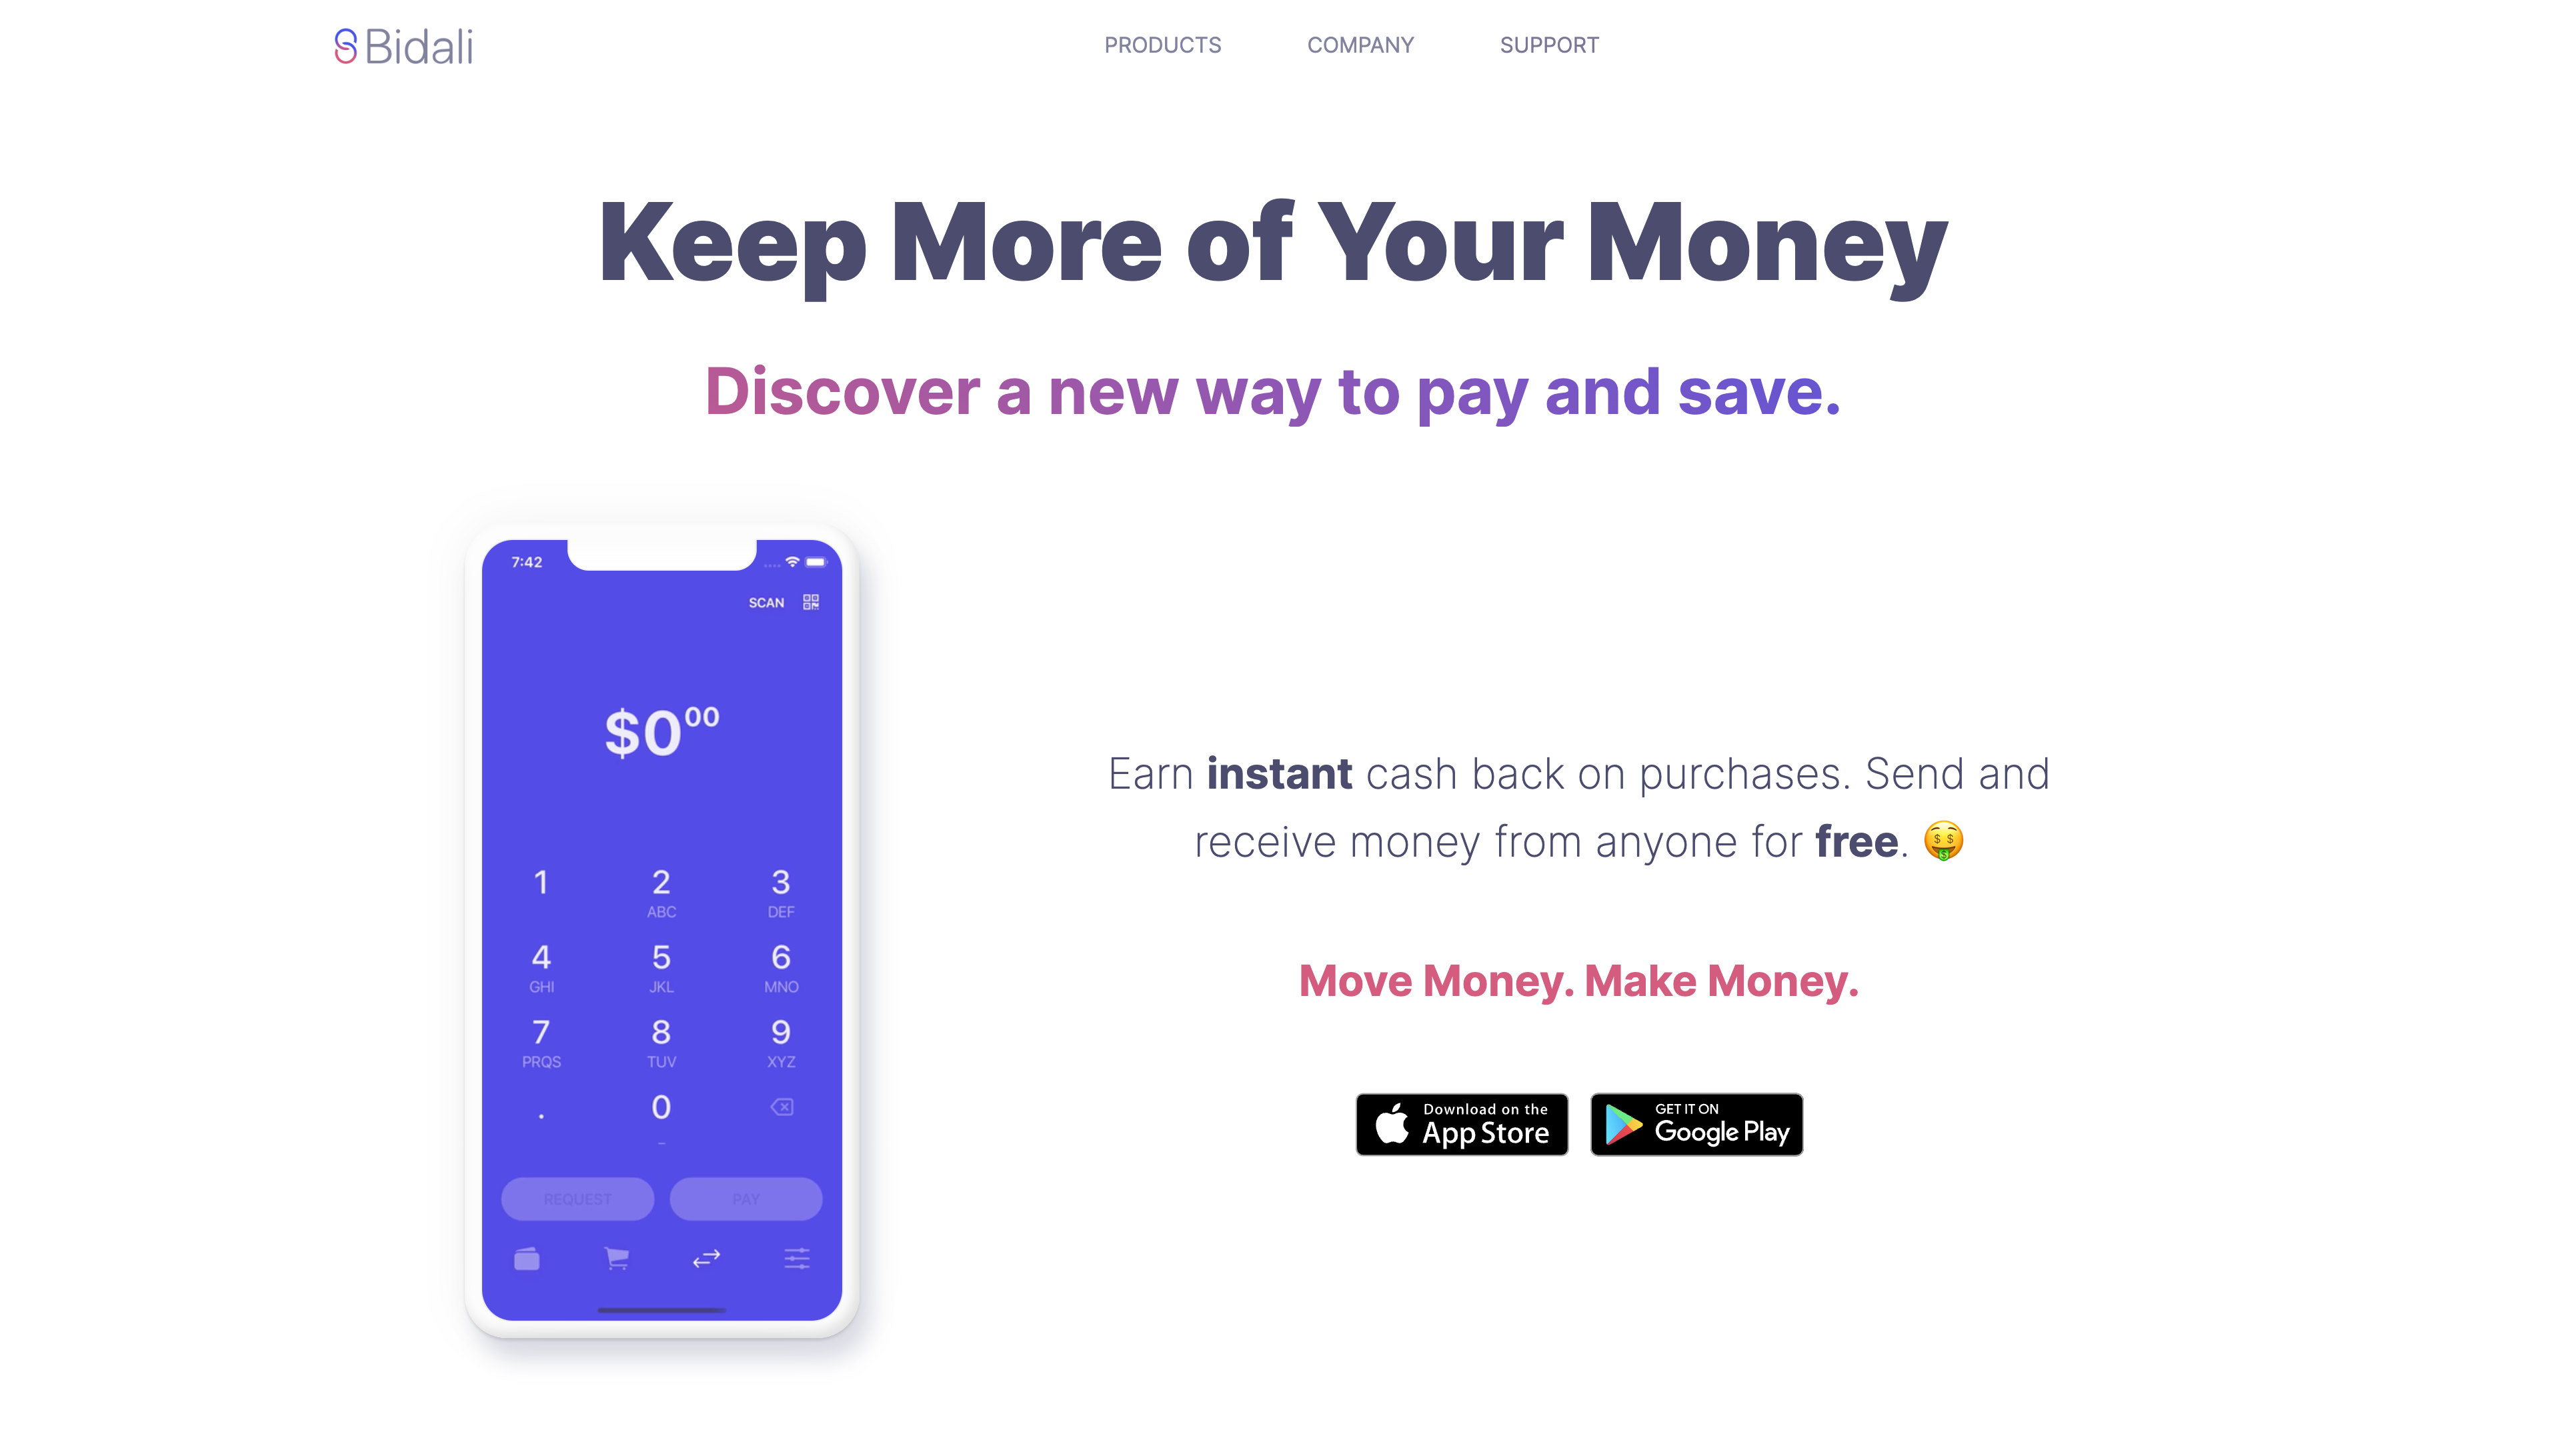 Bidali
PRODUCTS COMPANY SUPPORT
Keep More of Your Money
Discover a new way to pay and save.
7:42
SCAN
$000
1 2 3
ABC DEF
4 5 6
GHI JKL MNO
7 8 9
PRQS TUV XYZ
. 0
_
REQUEST PAY
Earn instant cash back on purchases. Send and
receive money from anyone for free. 🤑
Move Money. Make Money.
Download on the
App Store
GET IT ON
Google Play